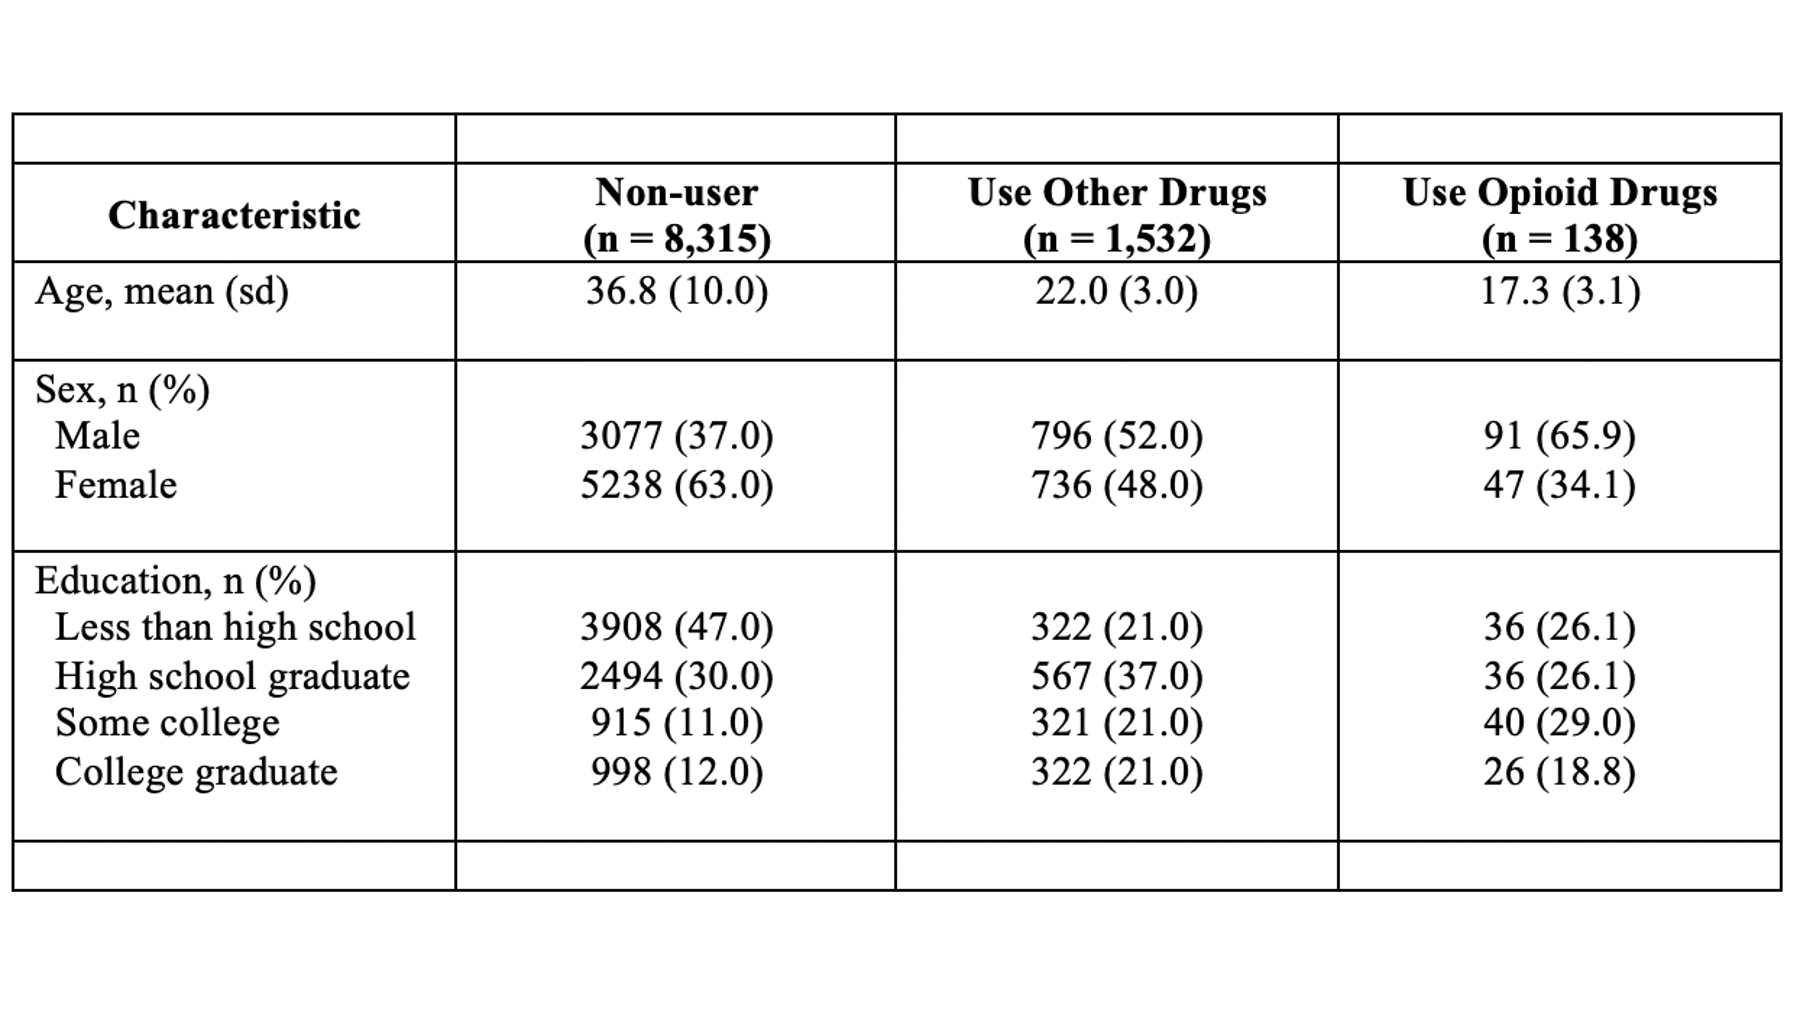 Characteristic Non-user (n = 8,315) Use Other Drugs (n = 1,532) Use Opioid Drugs (n = 138)
Age, mean (sd) 36.8 (10.0) 22.0 (3.0) 17.3 (3.1)
Sex, n (%)
Male 3077 (37.0) 796 (52.0) 91 (65.9)
Female 5238 (63.0) 736 (48.0) 47 (34.1)
Education, n (%)
Less than high school 3908 (47.0) 322 (21.0) 36 (26.1)
High school graduate 2494 (30.0) 567 (37.0) 36 (26.1)
Some college 915 (11.0) 321 (21.0) 40 (29.0)
College graduate 998 (12.0) 322 (21.0) 26 (18.8)